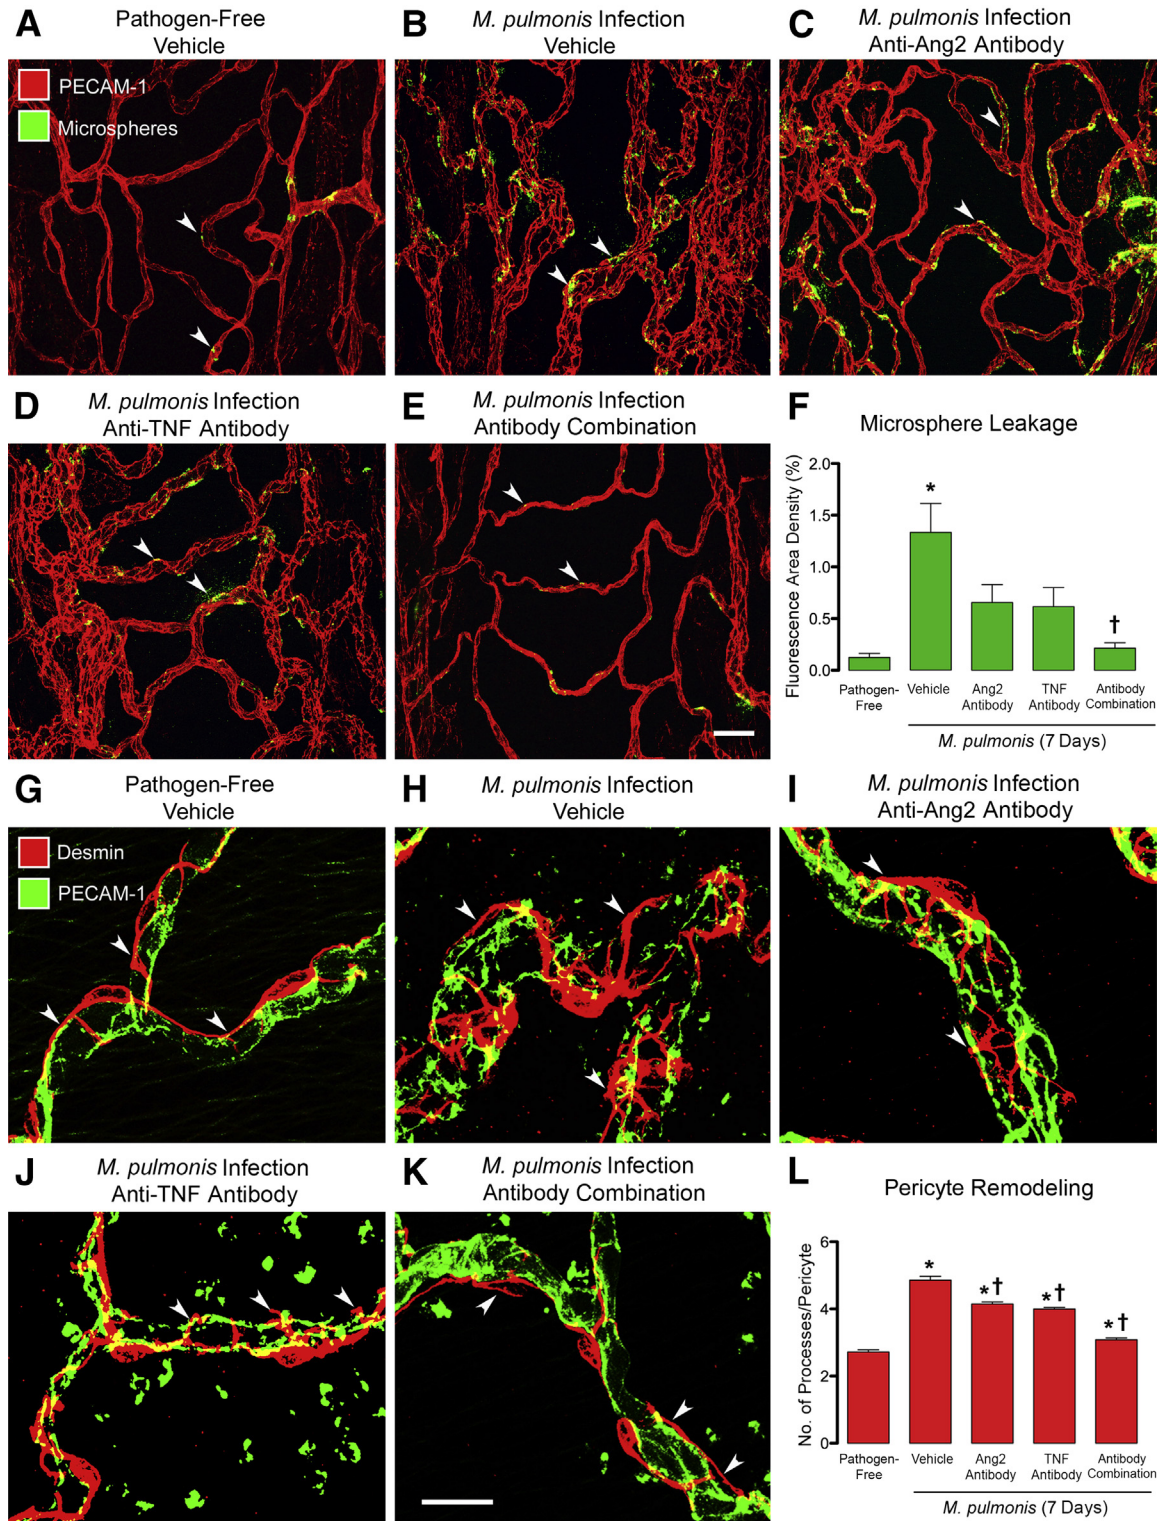 A
Pathogen-Free
Vehicle
PECAM-1
Microspheres
B
M. pulmonis Infection
Vehicle
C
M. pulmonis Infection
Anti-Ang2 Antibody
D
M. pulmonis Infection
Anti-TNF Antibody
E
M. pulmonis Infection
Antibody Combination
F
Microsphere Leakage
Fluorescence Area Density (%)
2.0
1.5
1.0
0.5
0.0
*
†
Pathogen-
Free
Vehicle
Ang2
Antibody
TNF
Antibody
Antibody
Combination
M. pulmonis (7 Days)
G
Pathogen-Free
Vehicle
Desmin
PECAM-1
H
M. pulmonis Infection
Vehicle
I
M. pulmonis Infection
Anti-Ang2 Antibody
J
M. pulmonis Infection
Anti-TNF Antibody
K
M. pulmonis Infection
Antibody Combination
L
Pericyte Remodeling
No. of Processes/Pericyte
6
4
2
0
*
*†
*†
*†
Pathogen-
Free
Vehicle
Ang2
Antibody
TNF
Antibody
Antibody
Combination
M. pulmonis (7 Days)